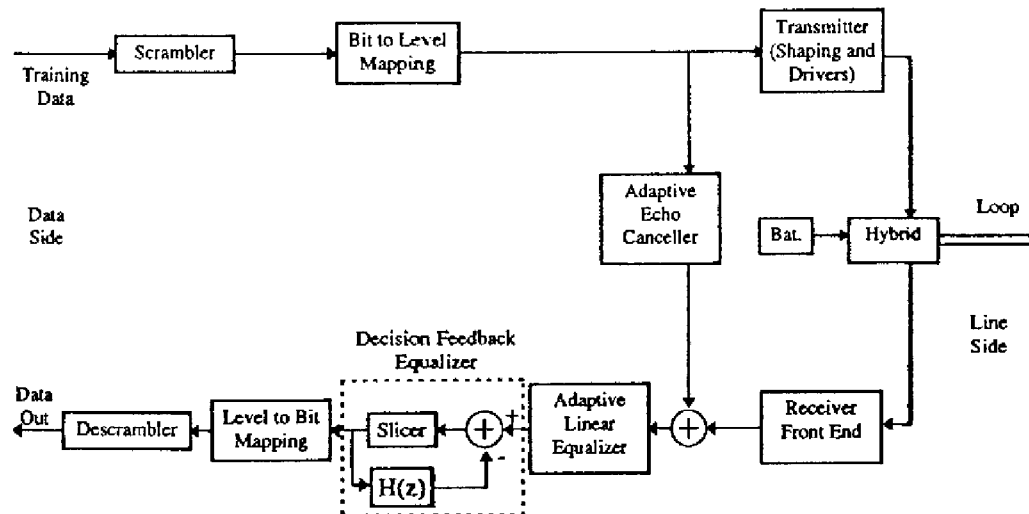 Training
Data
Scrambler
Bit to Level
Mapping
Transmitter
(Shaping and
Drivers)
Data
Side
Adaptive
Echo
Canceller
Bat.
Hybrid
Loop
Line
Side
Decision Feedback
Equalizer
Data
Out
Descrambler
Level to Bit
Mapping
Slicer
H(z)
+
+
-
Adaptive
Linear
Equalizer
+
Receiver
Front End